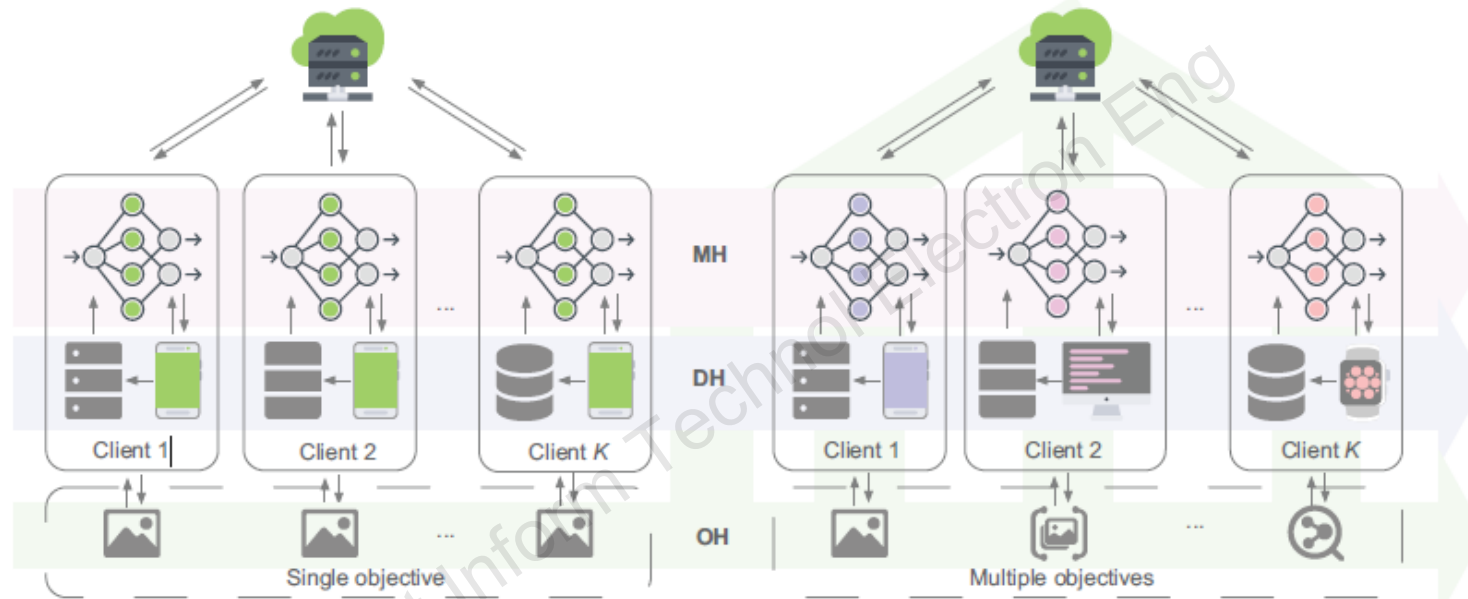 MH
...
...
DH
Client 1
Client 2
Client K
Client 1
Client 2
Client K
...
OH
...
Single objective
Multiple objectives
Inform Technol Electron Eng